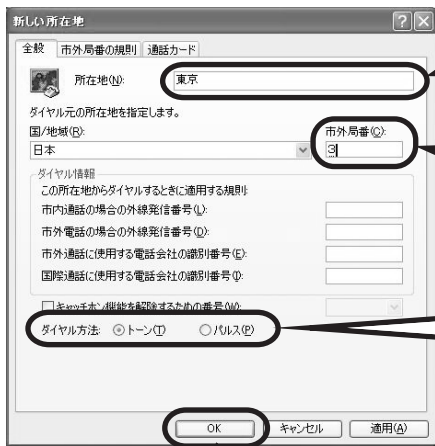 新しい所在地
全般 市外局番の規則 通話カード
所在地(N): 東京
ダイヤル元の所在地を指定します。
国/地域(R): 市外局番(C):
日本 3
ダイヤル情報
この所在地からダイヤルするときに適用する規則:
市内通話の場合の外線発信番号(L):
市外電話の場合の外線発信番号(D):
市外通話に使用する電話会社の識別番号(E):
国際通話に使用する電話会社の識別番号(I):
キャッチホン機能を解除するための番号(W):
ダイヤル方法: トーン(T) パルス(P)
OK キャンセル 適用(A)